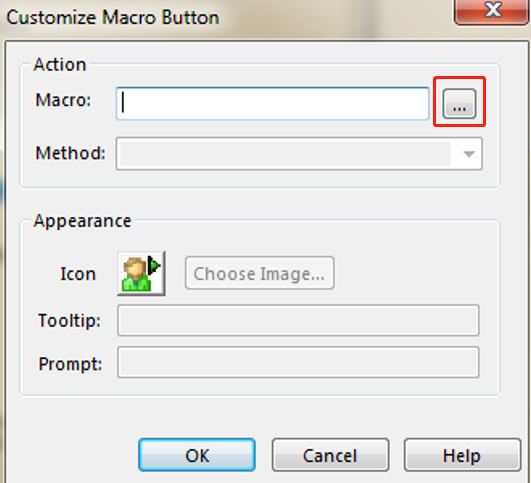 Customize Macro Button
Action
Macro:
...
Method:
Appearance
Icon
Choose Image...
Tooltip:
Prompt:
OK
Cancel
Help